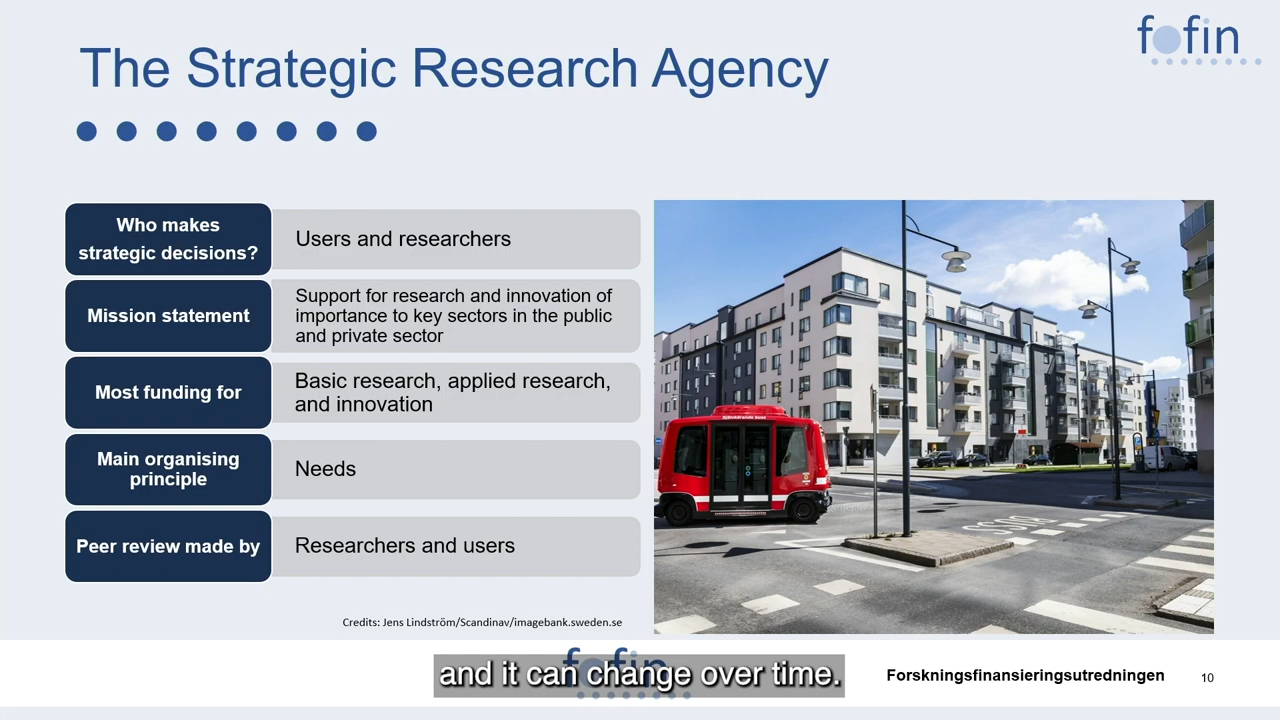 fofin
The Strategic Research Agency
Who makes
strategic decisions?
Users and researchers
Mission statement
Support for research and innovation of
importance to key sectors in the public
and private sector
Most funding for
Basic research, applied research,
and innovation
Main organising
principle
Needs
Peer review made by
Researchers and users
Credits: Jens Lindström/Scandinav/imagebank.sweden.se
fofin
and it can change over time.
Forskningsfinansieringsutredningen
10